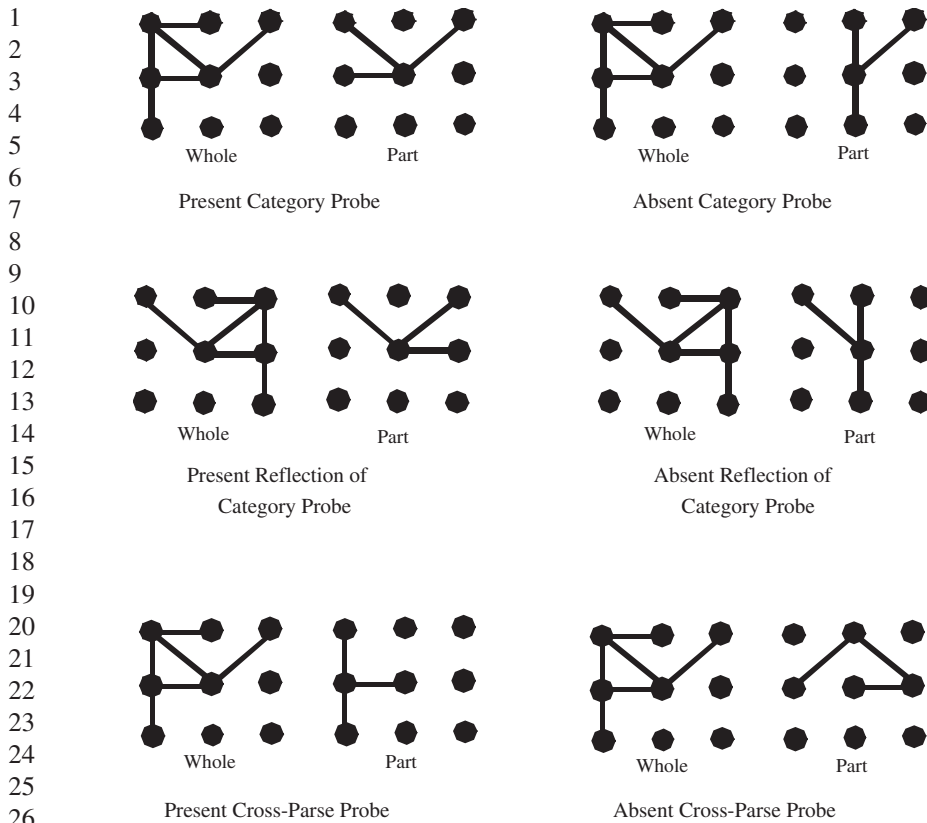 1
2
3
4
5
6
7
8
9
10
11
12
13
14
15
16
17
18
19
20
21
22
23
24
25
26
Whole Part
Present Category Probe
Whole Part
Absent Category Probe
Whole Part
Present Reflection of
Category Probe
Whole Part
Absent Reflection of
Category Probe
Whole Part
Present Cross-Parse Probe
Whole Part
Absent Cross-Parse Probe